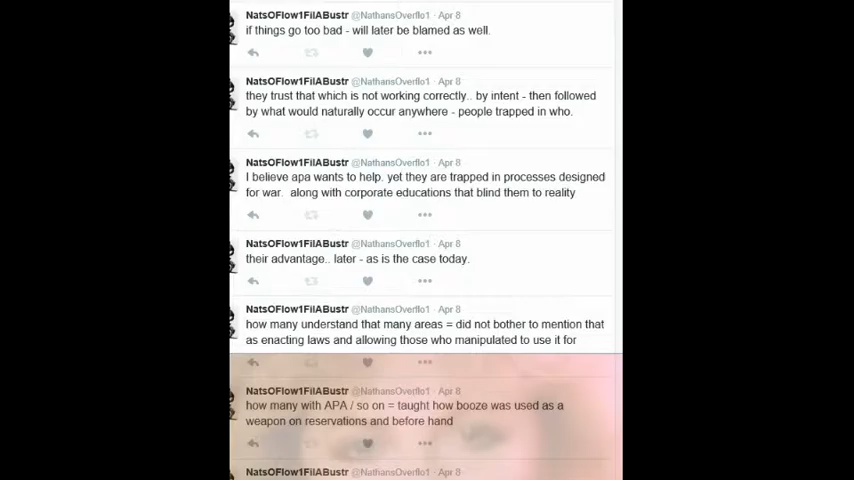 NatsOFlow1FilABustr @NathansOverflo1 · Apr 8
if things go too bad - will later be blamed as well.
NatsOFlow1FilABustr @NathansOverflo1 · Apr 8
they trust that which is not working correctly.. by intent - then followed
by what would naturally occur anywhere - people trapped in who.
NatsOFlow1FilABustr @NathansOverflo1 · Apr 8
I believe apa wants to help. yet they are trapped in processes designed
for war. along with corporate educations that blind them to reality
NatsOFlow1FilABustr @NathansOverflo1 · Apr 8
their advantage.. later - as is the case today.
NatsOFlow1FilABustr @NathansOverflo1 · Apr 8
how many understand that many areas = did not bother to mention that
as enacting laws and allowing those who manipulated to use it for
NatsOFlow1FilABustr @NathansOverflo1 · Apr 8
how many with APA / so on = taught how booze was used as a
weapon on reservations and before hand
NatsOFlow1FilABustr @NathansOverflo1 · Apr 8